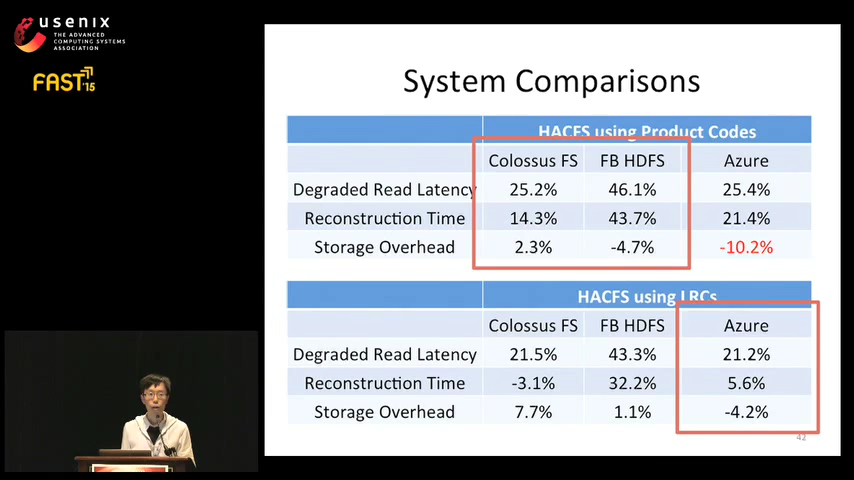 usenix
THE ADVANCED
COMPUTING SYSTEMS
ASSOCIATION
FAST '15
System Comparisons
HACFS using Product Codes
Colossus FS FB HDFS Azure
Degraded Read Latency 25.2% 46.1% 25.4%
Reconstruction Time 14.3% 43.7% 21.4%
Storage Overhead 2.3% -4.7% -10.2%
HACFS using LRCs
Colossus FS FB HDFS Azure
Degraded Read Latency 21.5% 43.3% 21.2%
Reconstruction Time -3.1% 32.2% 5.6%
Storage Overhead 7.7% 1.1% -4.2%
42